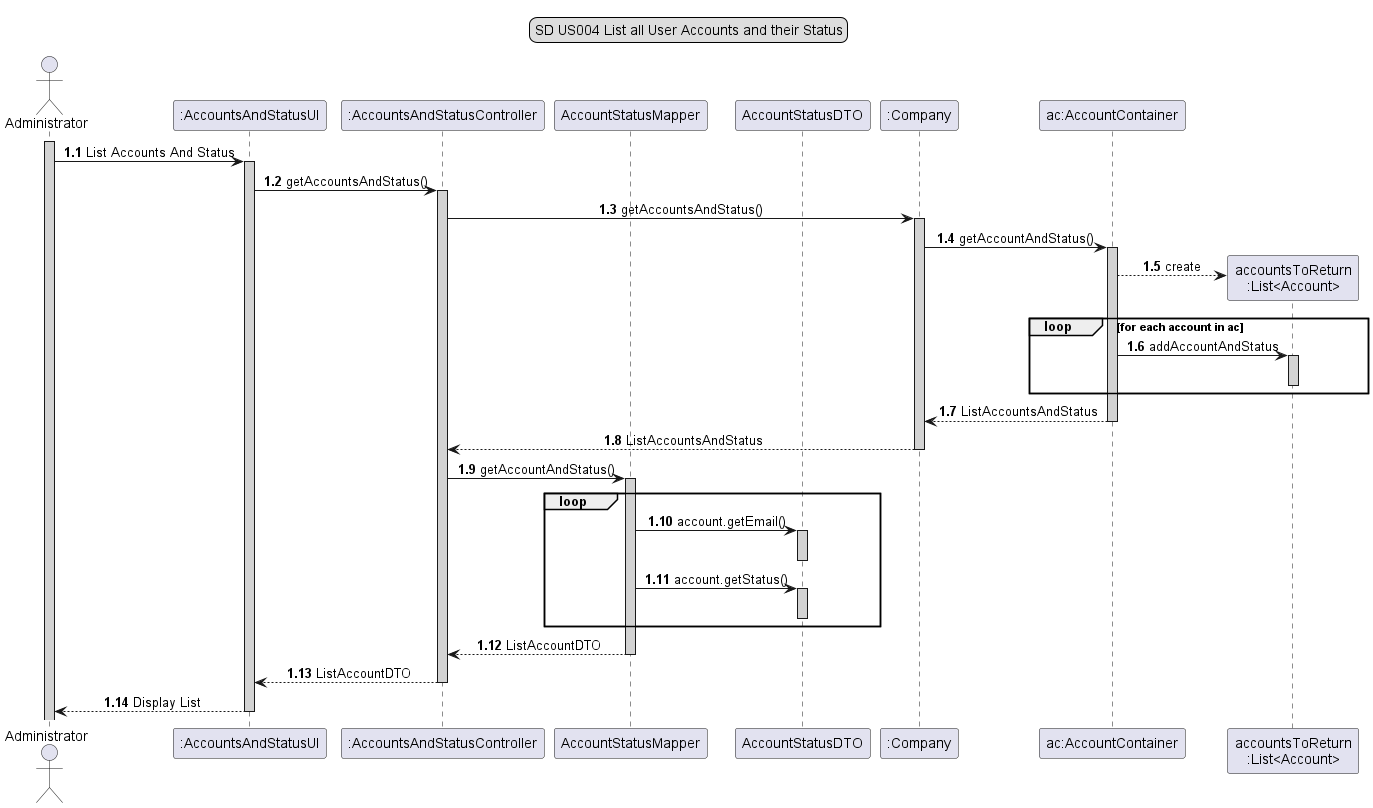 SD US004 List all User Accounts and their Status
Administrator
:AccountsAndStatusUI
:AccountsAndStatusController
AccountStatusMapper
AccountStatusDTO
:Company
ac:AccountContainer
1.1 List Accounts And Status
1.2 getAccountsAndStatus()
1.3 getAccountsAndStatus()
1.4 getAccountAndStatus()
1.5 create
accountsToReturn
:List<Account>
loop [for each account in ac]
1.6 addAccountAndStatus
1.7 ListAccountsAndStatus
1.8 ListAccountsAndStatus
1.9 getAccountAndStatus()
loop
1.10 account.getEmail()
1.11 account.getStatus()
1.12 ListAccountDTO
1.13 ListAccountDTO
1.14 Display List
Administrator
:AccountsAndStatusUI
:AccountsAndStatusController
AccountStatusMapper
AccountStatusDTO
:Company
ac:AccountContainer
accountsToReturn
:List<Account>